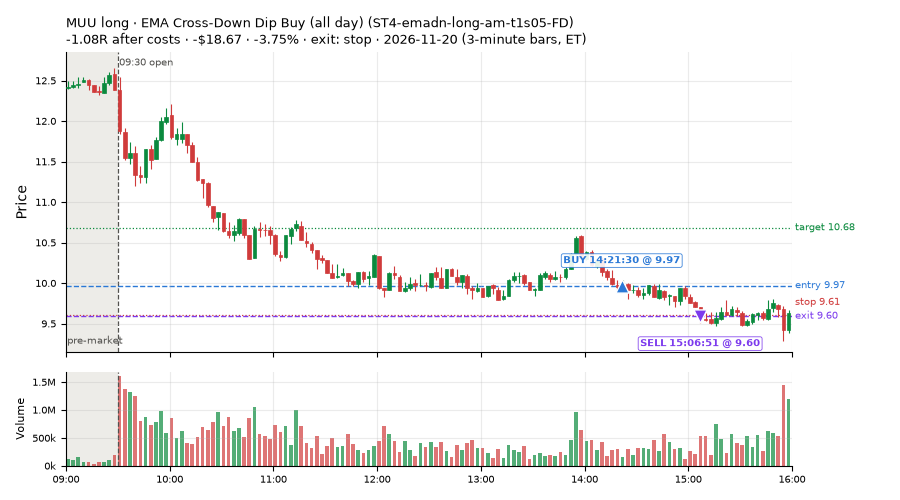 MUU long · EMA Cross-Down Dip Buy (all day) (ST4-emadn-long-am-t1s05-FD)
-1.08R after costs · -$18.67 · -3.75% · exit: stop · 2026-11-20 (3-minute bars, ET)
09:30 open
12.5
12.0
11.5
11.0
10.5
10.0
9.5
Price
target 10.68
BUY 14:21:30 @ 9.97
entry 9.97
stop 9.61
exit 9.60
pre-market
SELL 15:06:51 @ 9.60
1.5M
1.0M
500k
0k
Volume
09:00
10:00
11:00
12:00
13:00
14:00
15:00
16:00